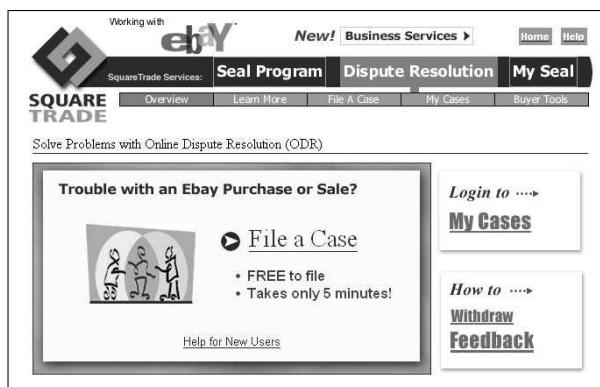 Working with
ebaY
New! Business Services
Home Help
SquareTrade Services: Seal Program Dispute Resolution My Seal
SQUARE
TRADE
Overview Learn More File A Case My Cases Buyer Tools
Solve Problems with Online Dispute Resolution (ODR)
Trouble with an Ebay Purchase or Sale?
File a Case
• FREE to file
• Takes only 5 minutes!
Help for New Users
Login to
My Cases
How to
Withdraw
Feedback